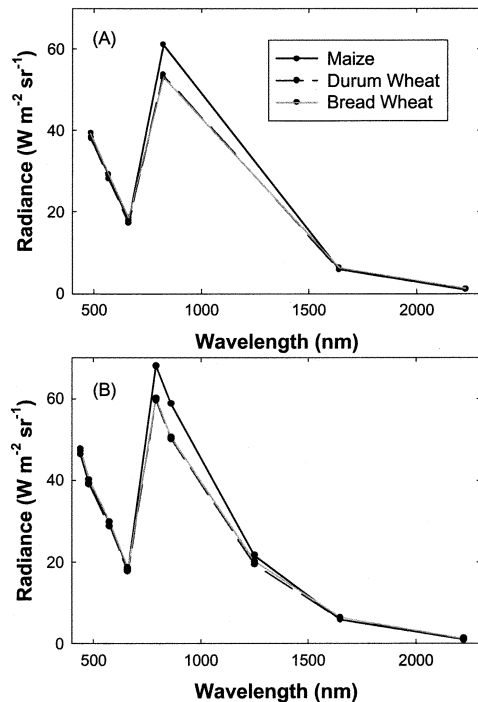 (A)
Maize
Durum Wheat
Bread Wheat
60
40
20
0
Radiance (W m⁻² sr⁻¹)
500 1000 1500 2000
Wavelength (nm)
(B)
60
40
20
0
Radiance (W m⁻² sr⁻¹)
500 1000 1500 2000
Wavelength (nm)